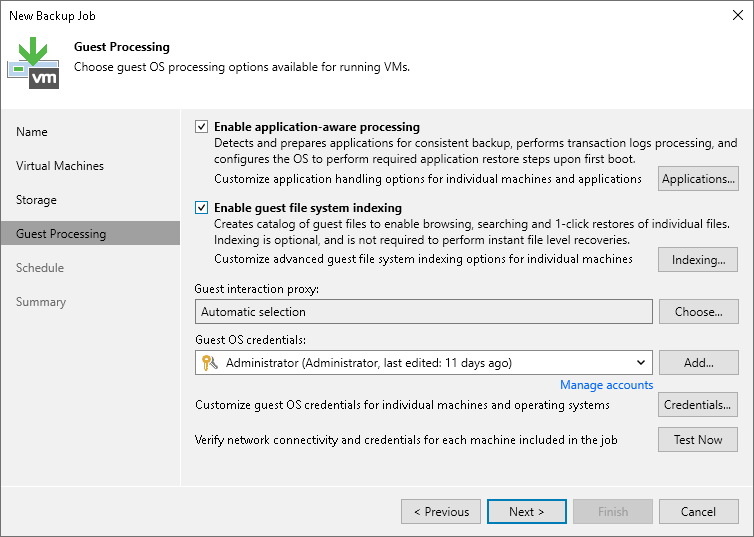 New Backup Job
Guest Processing
Choose guest OS processing options available for running VMs.
vm
Name
Virtual Machines
Storage
Guest Processing
Schedule
Summary
Enable application-aware processing
Detects and prepares applications for consistent backup, performs transaction logs processing, and
configures the OS to perform required application restore steps upon first boot.
Customize application handling options for individual machines and applications
Applications...
Enable guest file system indexing
Creates catalog of guest files to enable browsing, searching and 1-click restores of individual files.
Indexing is optional, and is not required to perform instant file level recoveries.
Customize advanced guest file system indexing options for individual machines
Indexing...
Guest interaction proxy:
Automatic selection
Choose...
Guest OS credentials:
Administrator (Administrator, last edited: 11 days ago)
Add...
Manage accounts
Customize guest OS credentials for individual machines and operating systems
Credentials...
Verify network connectivity and credentials for each machine included in the job
Test Now
< Previous
Next >
Finish
Cancel